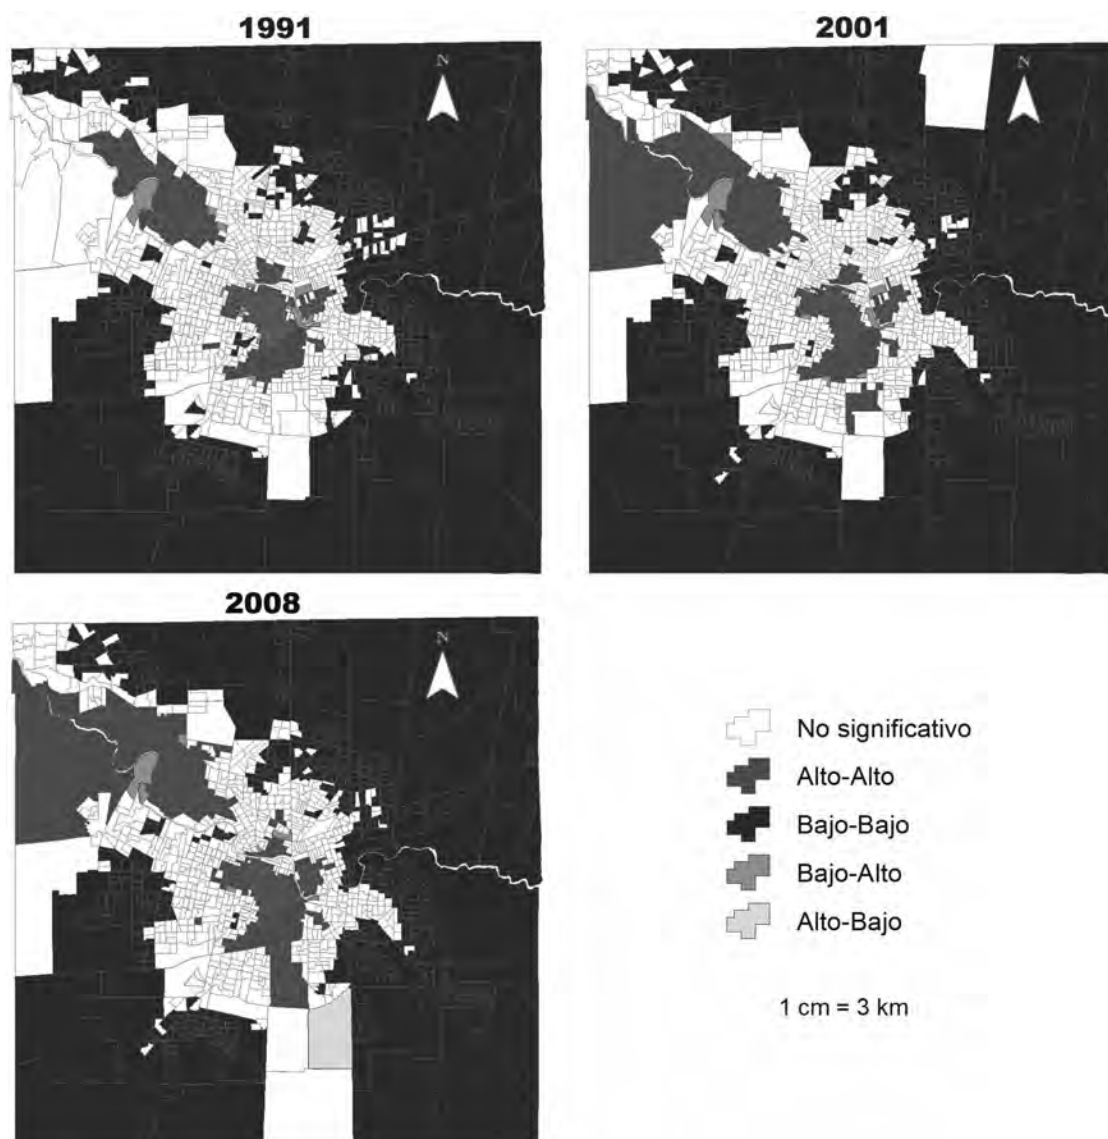 1991
2001
N
N
2008
N
No significativo
Alto-Alto
Bajo-Bajo
Bajo-Alto
Alto-Bajo
1 cm = 3 km